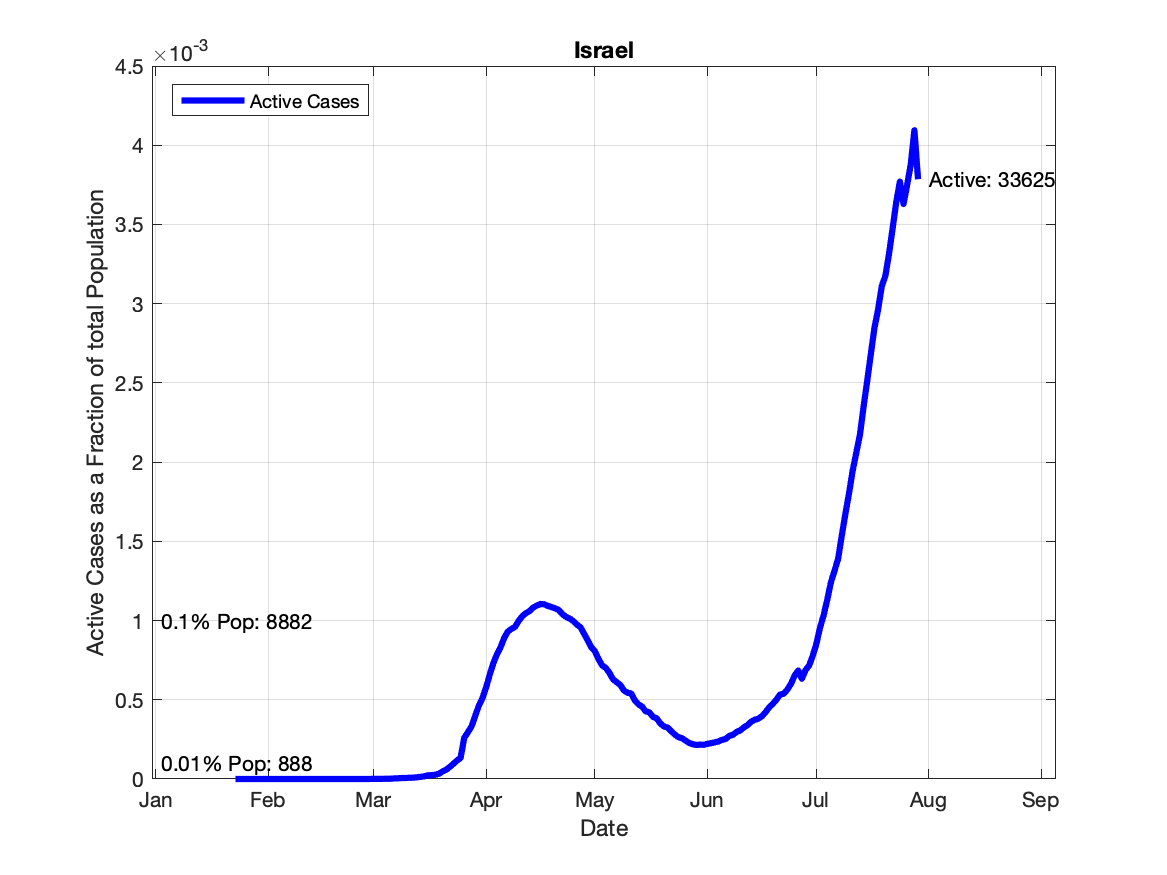 Israel
×10-3
4.5
4
3.5
3
2.5
2
1.5
1
0.5
0
Active Cases as a Fraction of total Population
Active Cases
Active: 33625
0.1% Pop: 8882
0.01% Pop: 888
Jan Feb Mar Apr May Jun Jul Aug Sep
Date